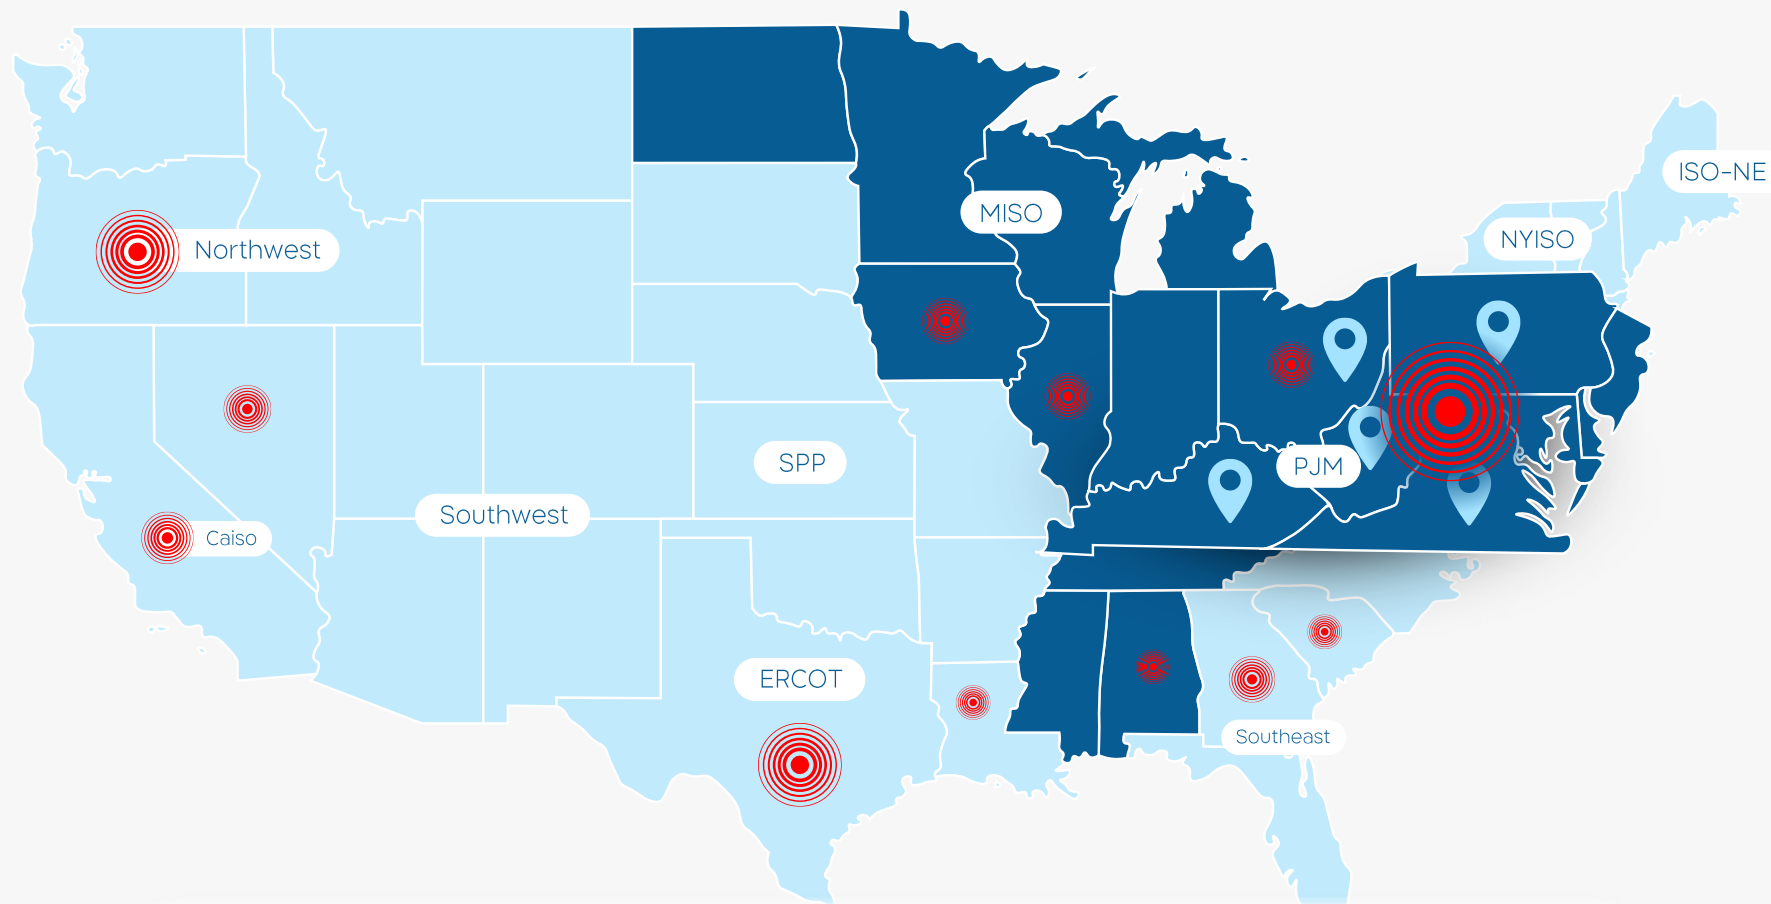 ISO-NE
MISO
NYISO
Northwest
SPP
PJM
Southwest
Caiso
ERCOT
Southeast